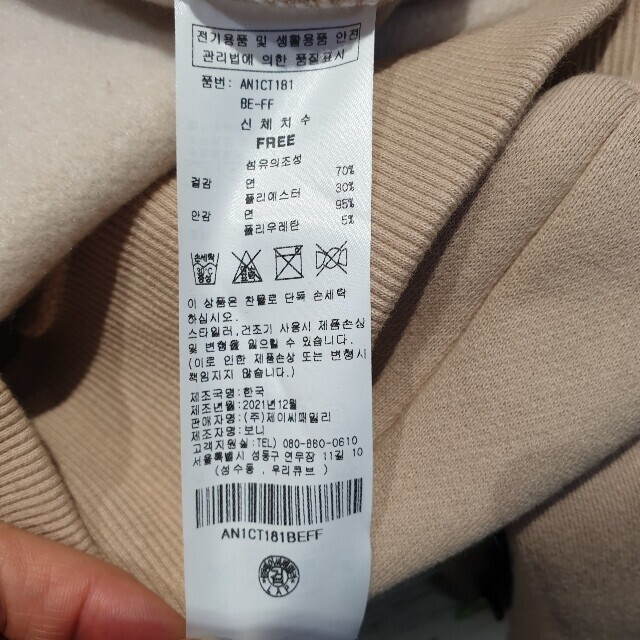 전기용품 및 생활용품 안전
관리법에 의한 품질표시
품번: AN1CT181
BE-FF
신체치수
FREE
섬유의조성
겉감 면 70%
폴리에스터 30%
안감 면 95%
폴리우레탄 5%
손세탁
30℃
중성
이 상품은 찬물로 단독 손세탁
하십시오.
스타일러,건조기 사용시 제품손상
및 변형을 일으킬 수 있습니다.
(이로 인한 제품손상 또는 변형시
책임지지 않습니다.)
제조국명:한국
제조년월:2021년12월
판매자명:(주)제이씨패밀리
제조자명:보니
고객지원실:TEL) 080-860-0610
서울특별시 성동구 연무장 11길 10
(성수동 , 우리큐브 )
AN1CT181BEFF